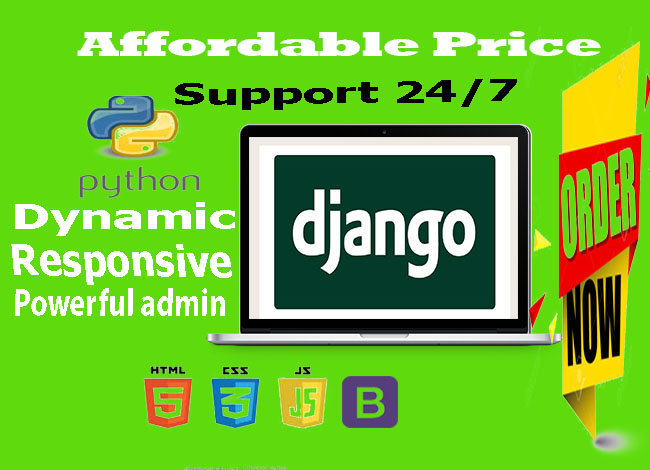 Affordable Price
Support 24/7
python
Dynamic
Responsive
Powerful admin
django
ORDER
NOW
HTML CSS JS
5 3 JS B